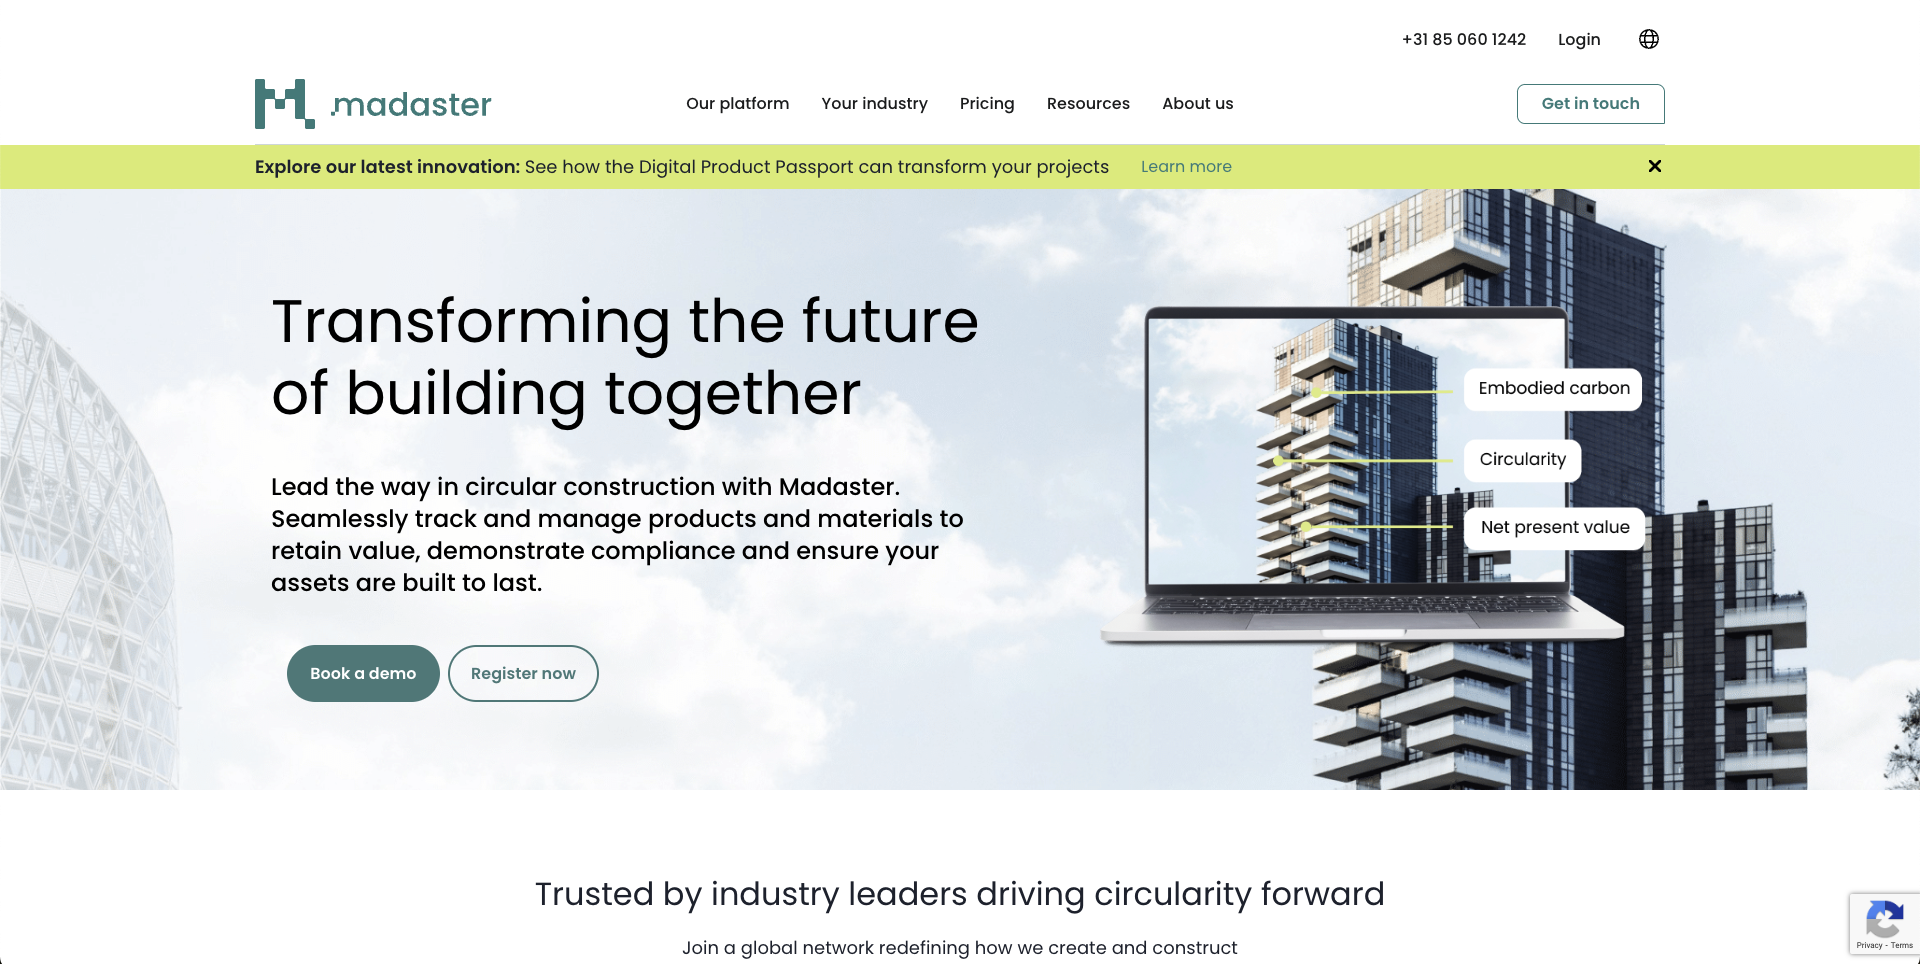 +31 85 060 1242 Login
.madaster
Our platform Your industry Pricing Resources About us
Get in touch
Explore our latest innovation: See how the Digital Product Passport can transform your projects Learn more
Transforming the future
of building together
Lead the way in circular construction with Madaster.
Seamlessly track and manage products and materials to
retain value, demonstrate compliance and ensure your
assets are built to last.
Book a demo Register now
Embodied carbon
Circularity
Net present value
Trusted by industry leaders driving circularity forward
Join a global network redefining how we create and construct
Privacy - Terms